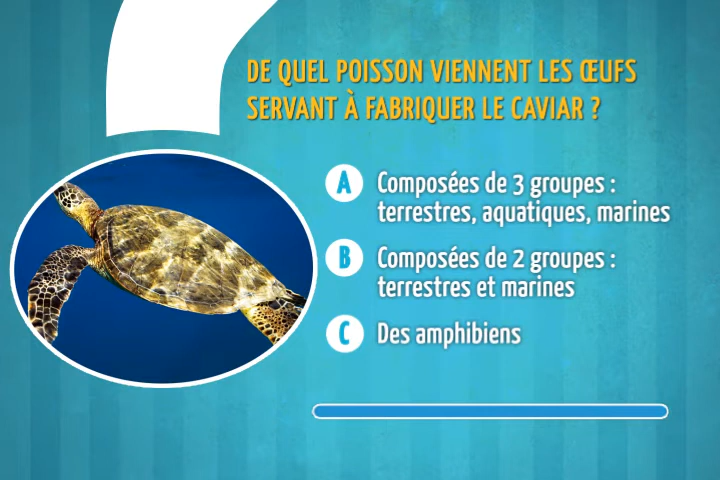 DE QUEL POISSON VIENNENT LES ŒUFS
SERVANT À FABRIQUER LE CAVIAR ?
A Composées de 3 groupes :
terrestres, aquatiques, marines
B Composées de 2 groupes :
terrestres et marines
C Des amphibiens